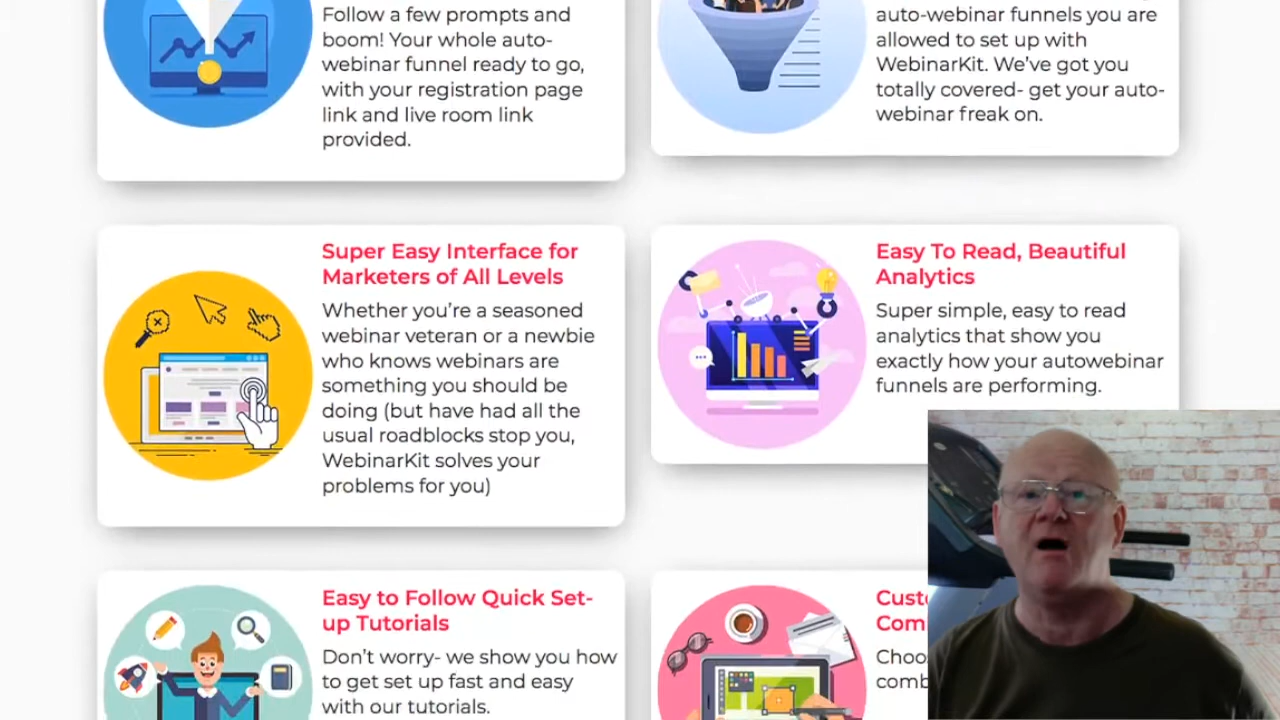 Follow a few prompts and
boom! Your whole auto-
webinar funnel ready to go,
with your registration page
link and live room link
provided.
auto-webinar funnels you are
allowed to set up with
WebinarKit. We’ve got you
totally covered- get your auto-
webinar freak on.
Super Easy Interface for
Marketers of All Levels
Whether you’re a seasoned
webinar veteran or a newbie
who knows webinars are
something you should be
doing (but have had all the
usual roadblocks stop you,
WebinarKit solves your
problems for you)
Easy To Read, Beautiful
Analytics
Super simple, easy to read
analytics that show you
exactly how your autowebinar
funnels are performing.
Easy to Follow Quick Set-
up Tutorials
Don’t worry- we show you how
to get set up fast and easy
with our tutorials.